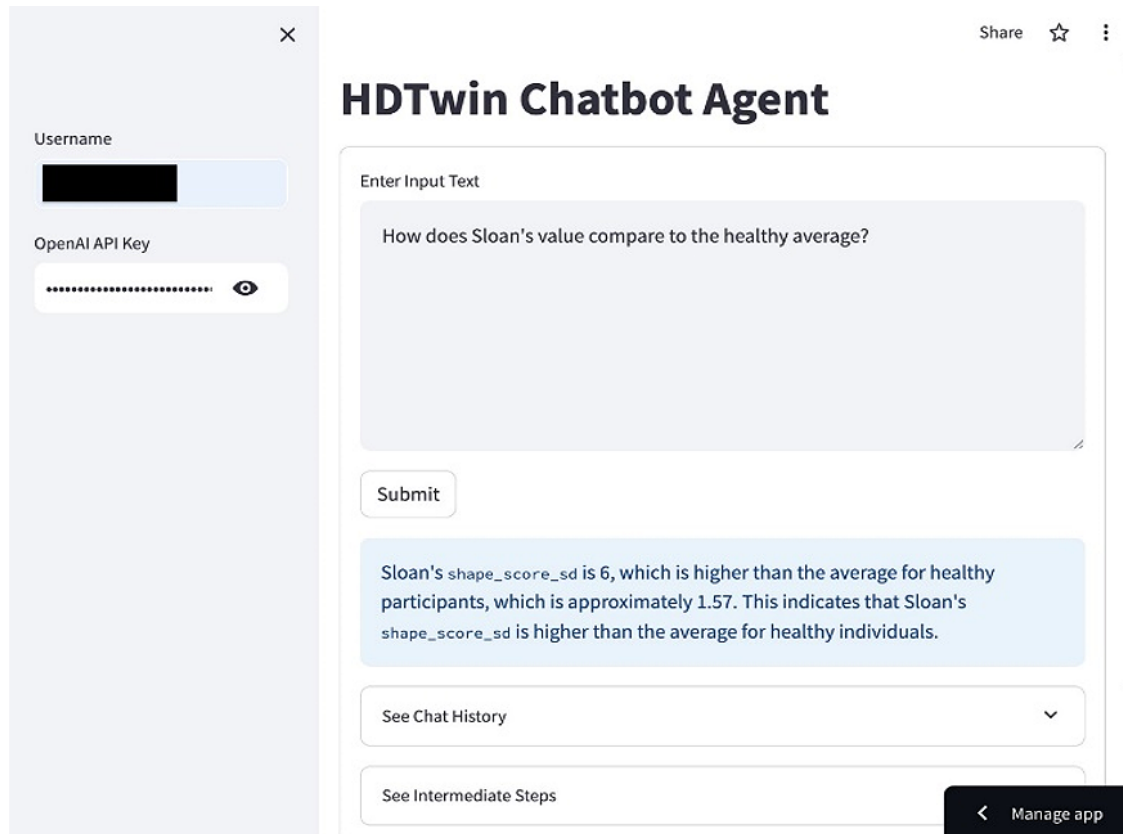 Share
HDTwin Chatbot Agent
Username
Enter Input Text
How does Sloan's value compare to the healthy average?
OpenAI API Key
Submit
Sloan's shape_score_sd is 6, which is higher than the average for healthy
participants, which is approximately 1.57. This indicates that Sloan's
shape_score_sd is higher than the average for healthy individuals.
See Chat History
See Intermediate Steps
Manage app